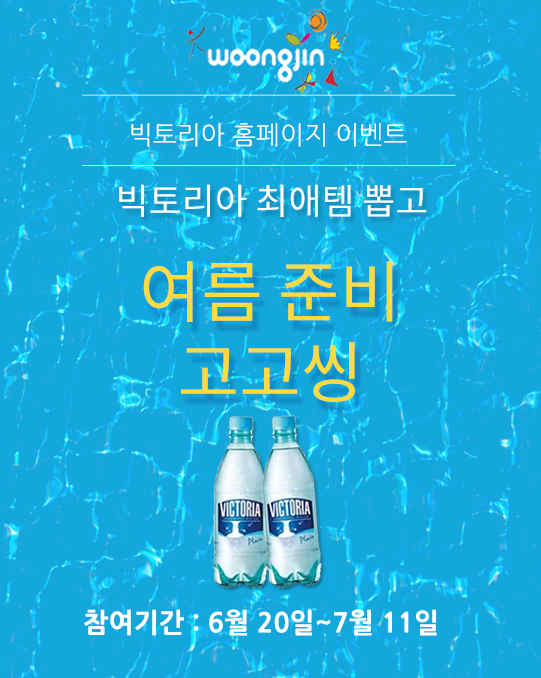 woongjin
빅토리아 홈페이지 이벤트
빅토리아 최애템 뽑고
여름 준비
고고씽
VICTORIA VICTORIA
Plain Plain
참여기간 : 6월 20일~7월 11일